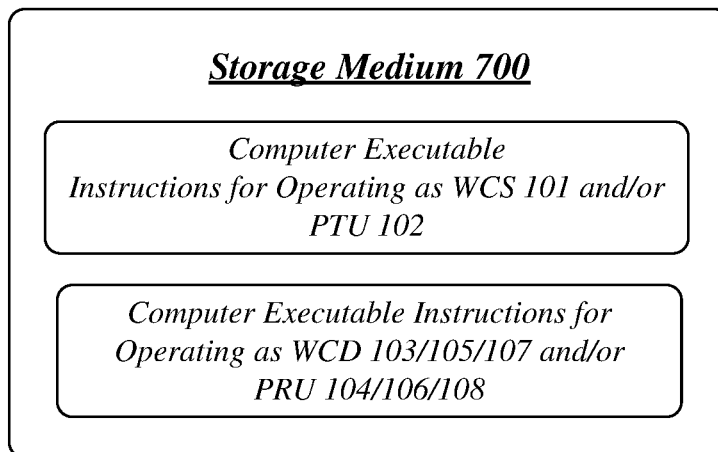 Storage Medium 700
Computer Executable
Instructions for Operating as WCS 101 and/or
PTU 102
Computer Executable Instructions for
Operating as WCD 103/105/107 and/or
PRU 104/106/108